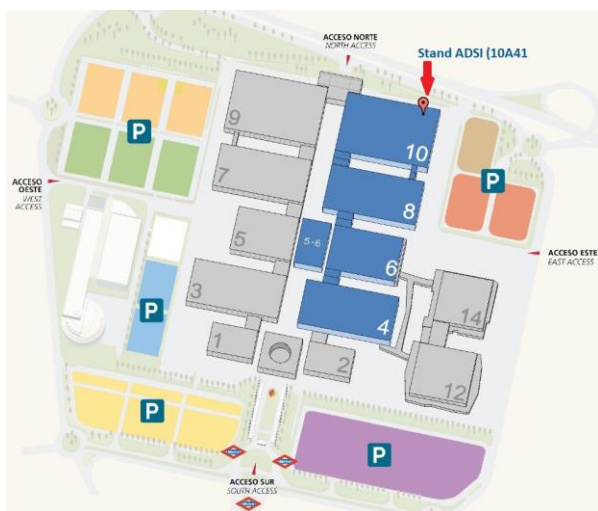 ACCESO NORTE
NORTH ACCESS
Stand ADSI (10A41
P
9
10
P
7
8
ACCESO
OESTE
WEST
ACCESS
5
5-6
6
ACCESO ESTE
EAST ACCESS
3
4
14
P
1
2
12
P
P
ACCESO SUR
SOUTH ACCESS